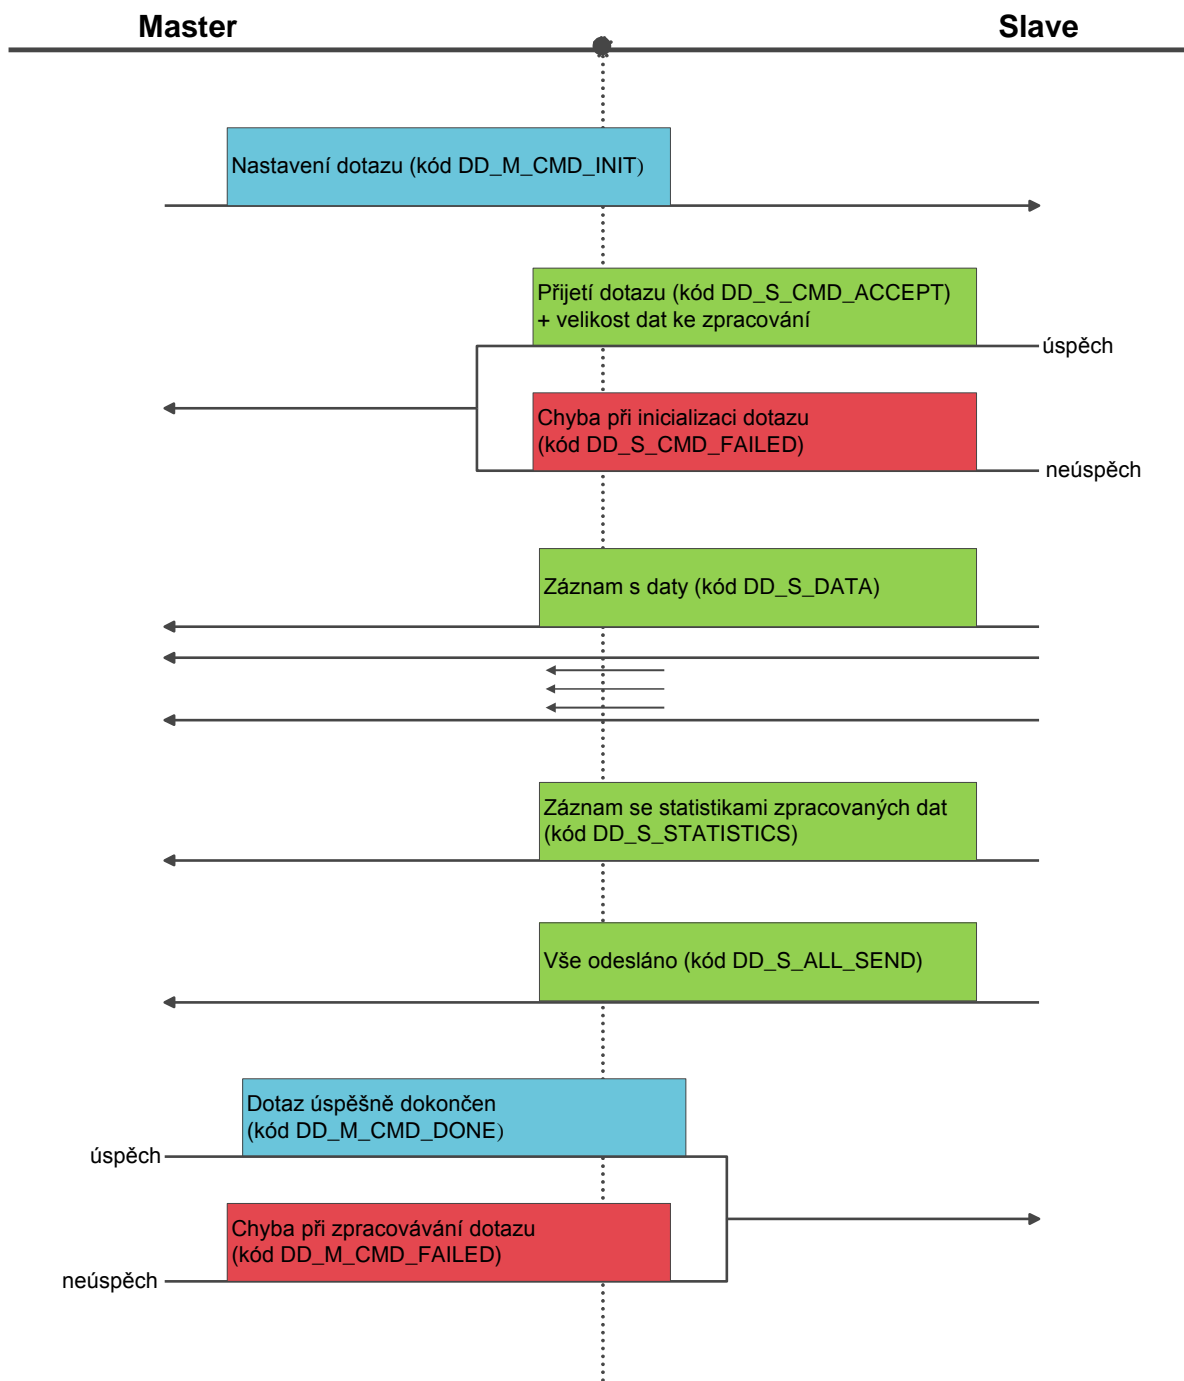 Master
Slave
Nastavení dotazu (kód DD_M_CMD_INIT)
Přijetí dotazu (kód DD_S_CMD_ACCEPT)
+ velikost dat ke zpracování
úspěch
Chyba při inicializaci dotazu
(kód DD_S_CMD_FAILED)
neúspěch
Záznam s daty (kód DD_S_DATA)
Záznam se statistikami zpracovaných dat
(kód DD_S_STATISTICS)
Vše odesláno (kód DD_S_ALL_SEND)
Dotaz úspěšně dokončen
(kód DD_M_CMD_DONE)
úspěch
Chyba při zpracovávání dotazu
(kód DD_M_CMD_FAILED)
neúspěch